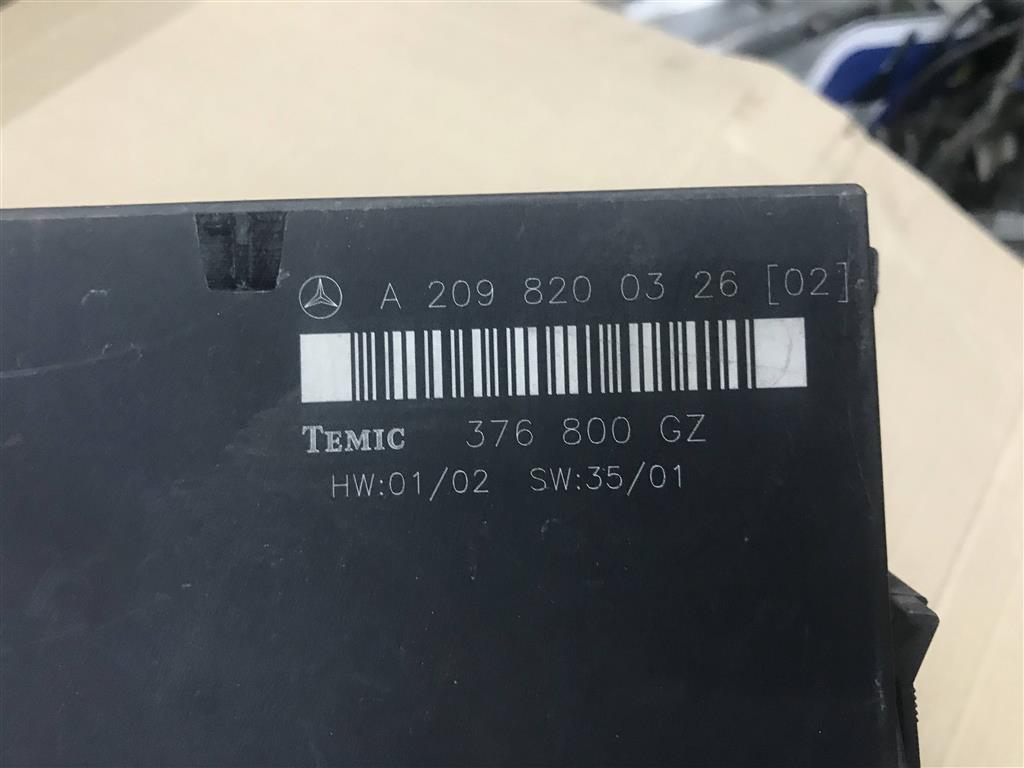 A 209 820 03 26 [02]
TEMIC 376 800 GZ
HW:01/02 SW:35/01